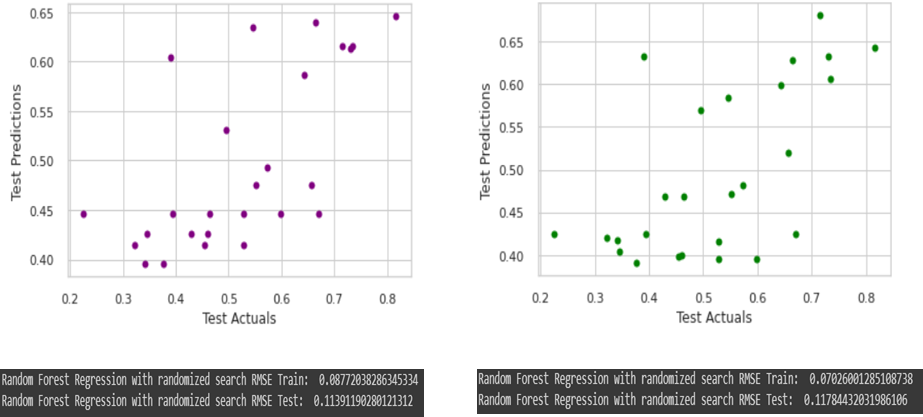 0.65
0.60
0.55
0.50
0.45
0.40
Test Predictions
0.2 0.3 0.4 0.5 0.6 0.7 0.8
Test Actuals
Random Forest Regression with randomized search RMSE Train: 0.08772038286345334
Random Forest Regression with randomized search RMSE Test: 0.11391190280121312
0.65
0.60
0.55
0.50
0.45
0.40
Test Predictions
0.2 0.3 0.4 0.5 0.6 0.7 0.8
Test Actuals
Random Forest Regression with randomized search RMSE Train: 0.07026001285108738
Random Forest Regression with randomized search RMSE Test: 0.11784432031986106